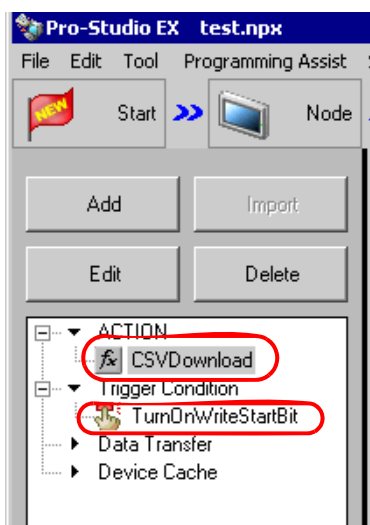 Pro-Studio EX test.npx
File Edit Tool Programming Assist
NEW Start Node
Add Import
Edit Delete
ACTION
fx CSVDownload
Trigger Condition
TurnOnWriteStartBit
Data Transfer
Device Cache